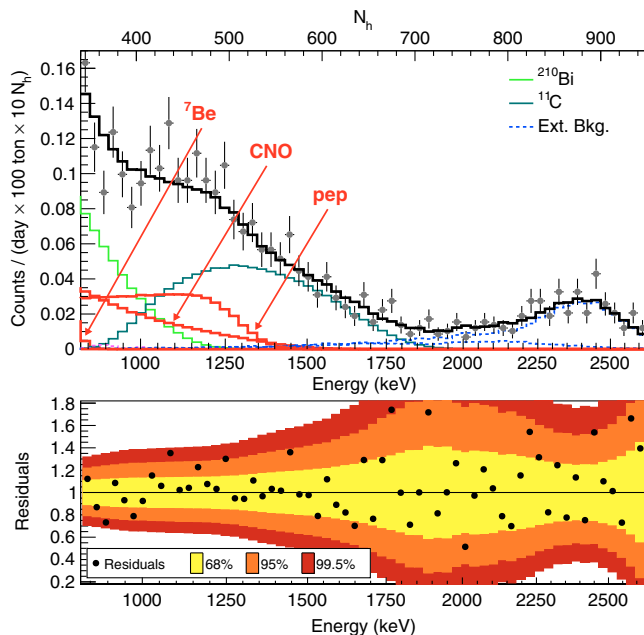 N_h
400 500 600 700 800 900
Counts / (day × 100 ton × 10 N_h)
0.16
0.14
0.12
0.1
0.08
0.06
0.04
0.02
0
²¹⁰Bi
¹¹C
Ext. Bkg.
⁷Be
CNO
pep
1000 1250 1500 1750 2000 2250 2500
Energy (keV)
Residuals
1.8
1.6
1.4
1.2
1
0.8
0.6
0.4
0.2
Residuals 68% 95% 99.5%
1000 1250 1500 1750 2000 2250 2500
Energy (keV)